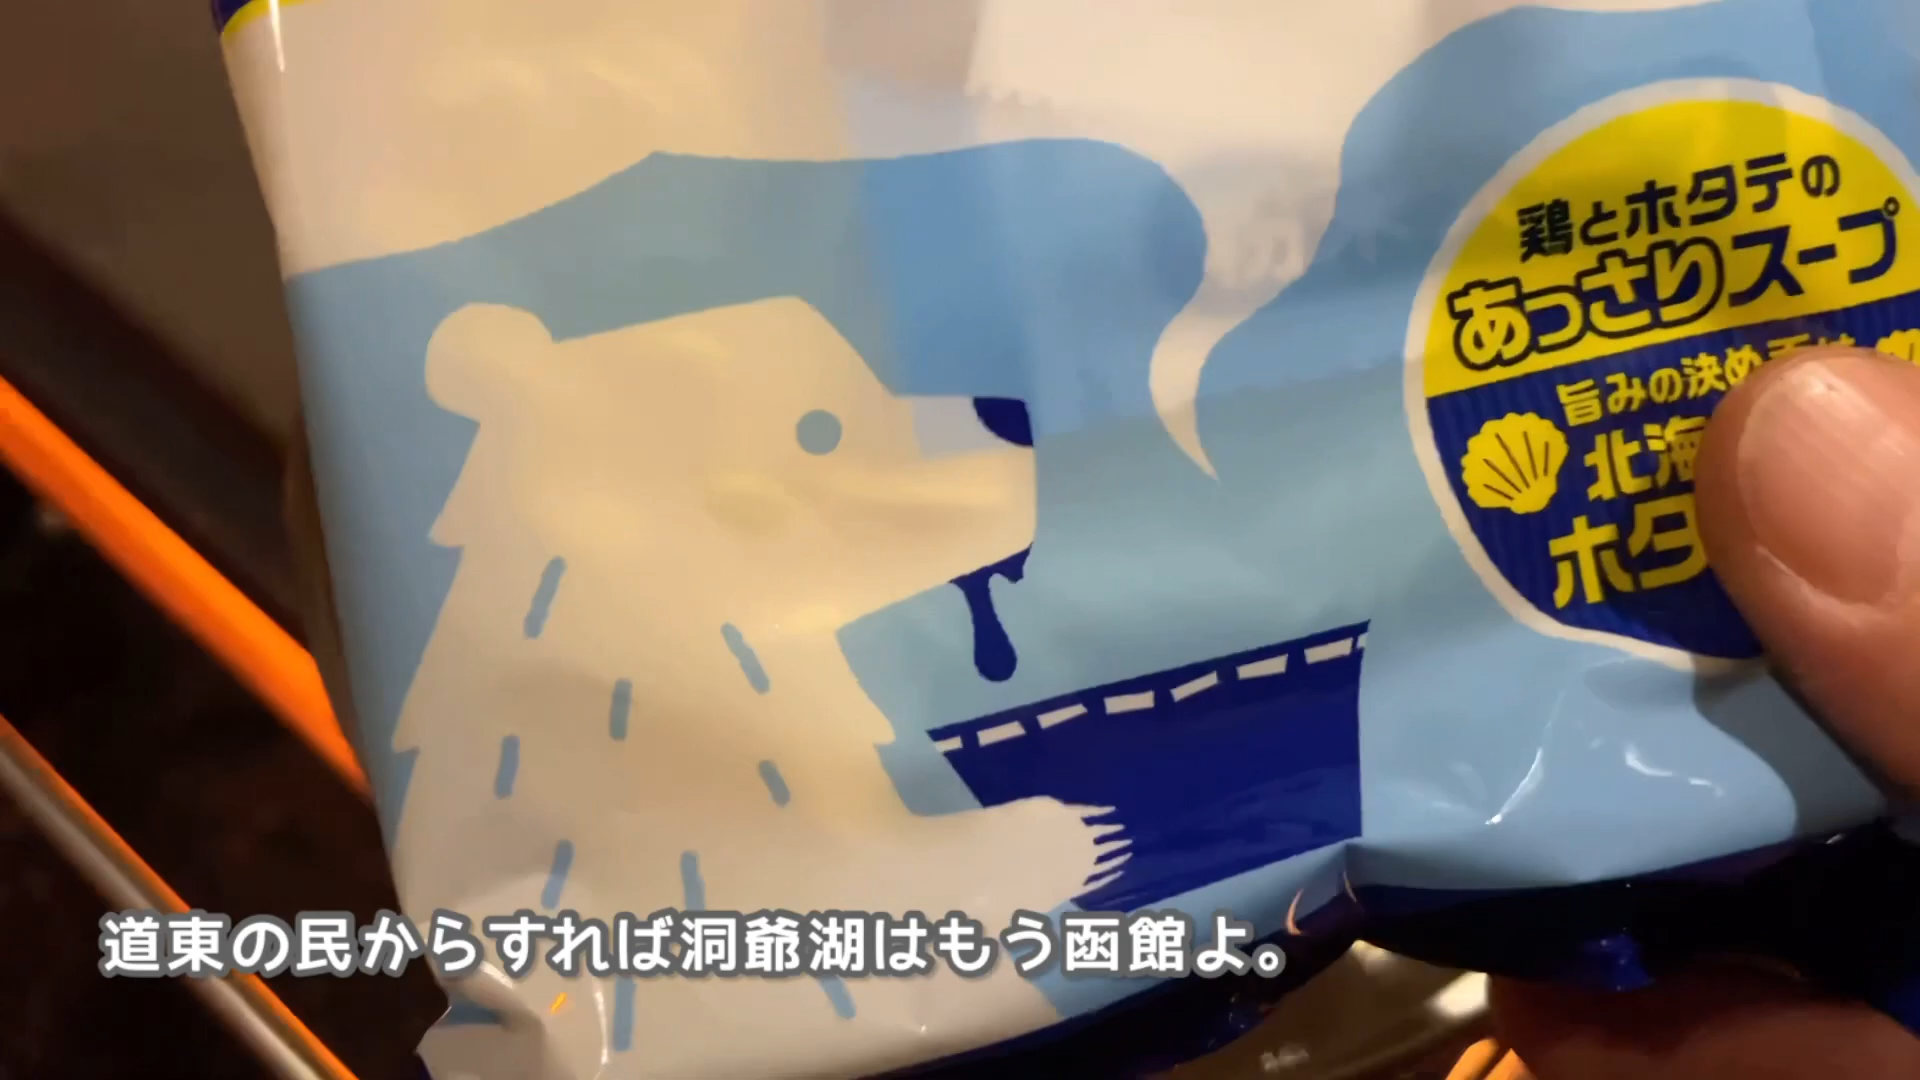 鶏とホタテの
あっさりスープ
旨みの決め
北海
ホタ
道東の民からすれば洞爺湖はもう函館よ。